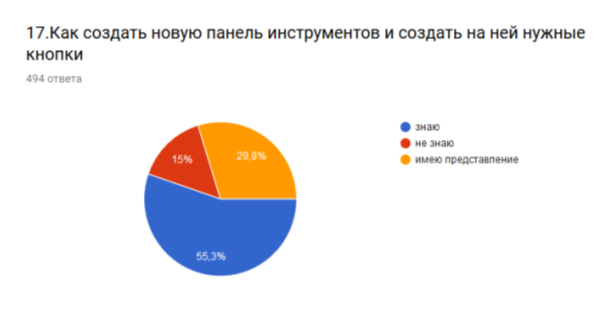 17.Как создать новую панель инструментов и создать на ней нужные
кнопки
494 ответа
знаю
не знаю
имею представление
15%
29,8%
55,3%